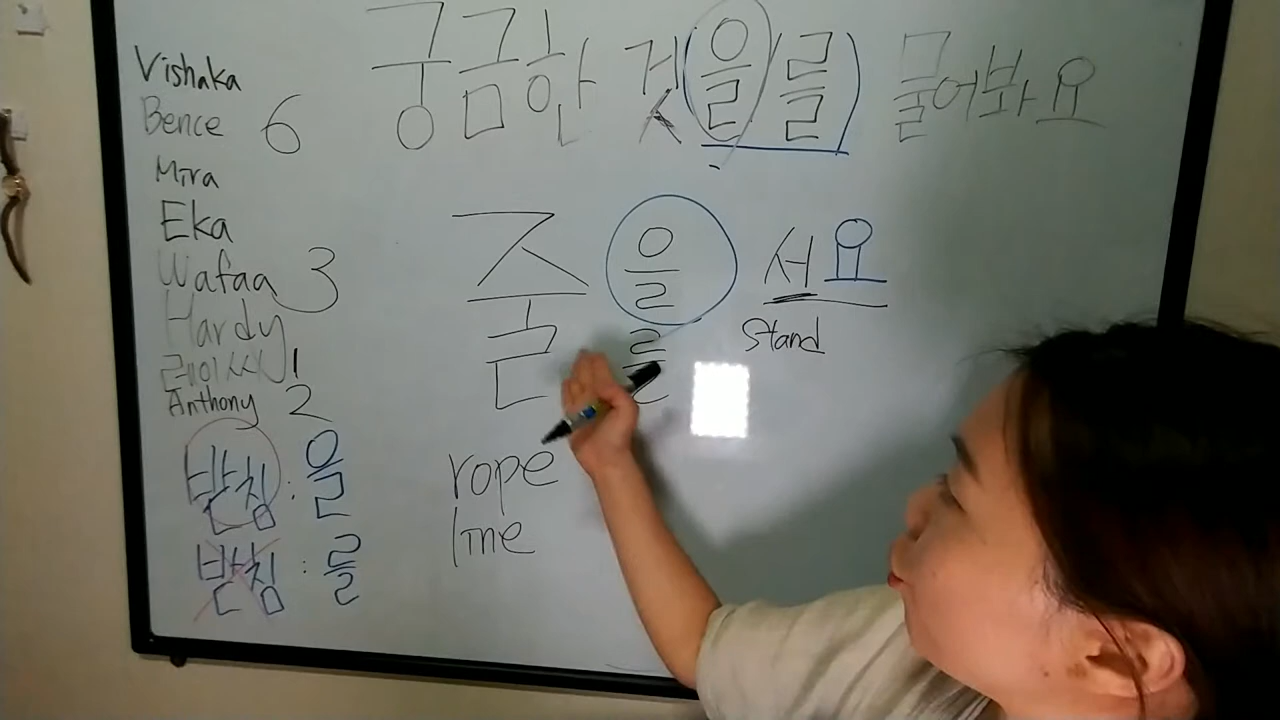 궁금한 것(을/를) 물어봐요
Vishaka
Bence 6
Mira
Eka
Wafaa 3
Hardy
레이씨 1
Anthony 2
받침 : 을
받침 : 를
줄 을 서요
를
Stand
rope
line